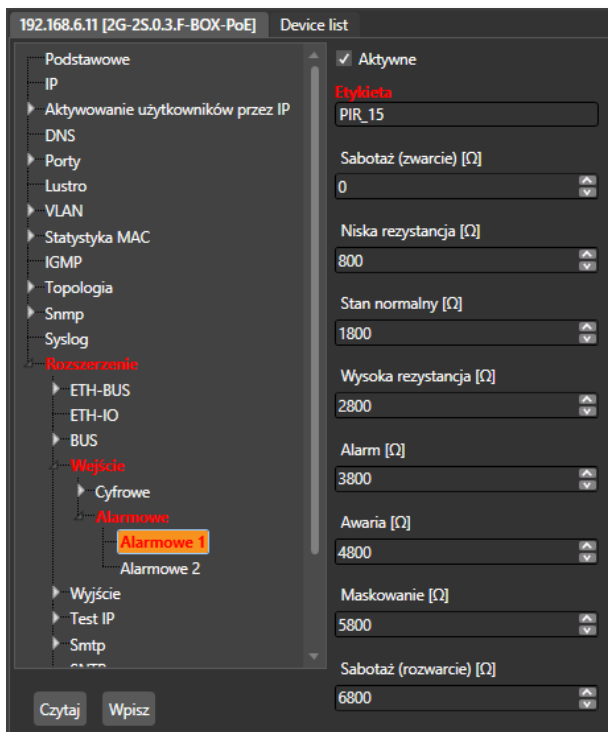 192.168.6.11 [2G-2S.0.3.F-BOX-PoE]
Device list
Podstawowe
IP
Aktywowanie użytkowników przez IP
DNS
Porty
Lustro
VLAN
Statystyka MAC
IGMP
Topologia
Snmp
Syslog
Rozszerzenie
ETH-BUS
ETH-IO
BUS
Wejście
Cyfrowe
Alarmowe
Alarmowe 1
Alarmowe 2
Wyjście
Test IP
Smtp
Czytaj
Wpisz
Aktywne
Etykieta
PIR_15
Sabotaż (zwarcie) [Ω]
0
Niska rezystancja [Ω]
800
Stan normalny [Ω]
1800
Wysoka rezystancja [Ω]
2800
Alarm [Ω]
3800
Awaria [Ω]
4800
Maskowanie [Ω]
5800
Sabotaż (rozwarcie) [Ω]
6800